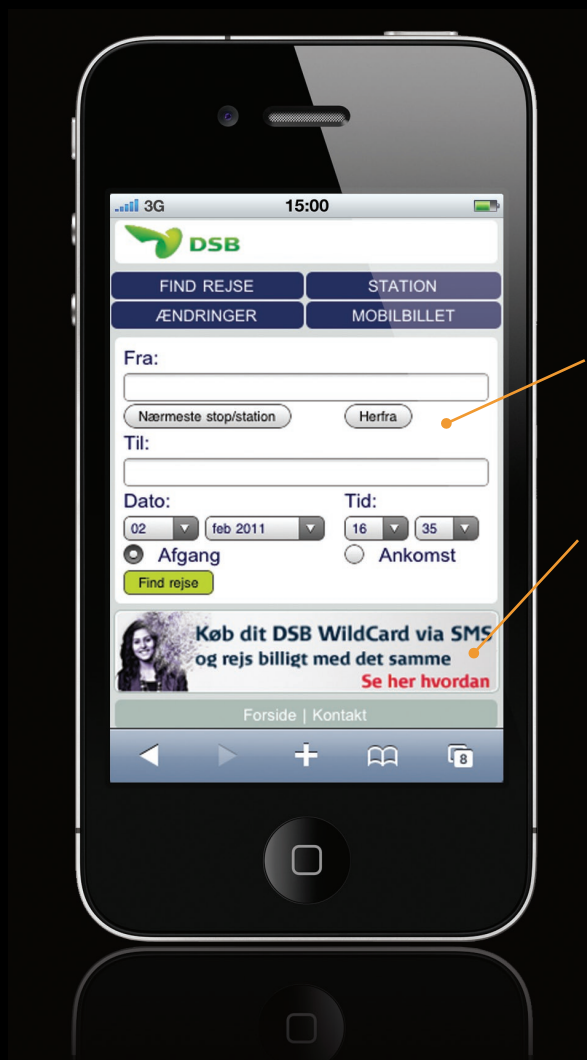 3G 15:00
DSB
FIND REJSE STATION
ÆNDRINGER MOBILBILLET
Fra:
Nærmeste stop/station Herfra
Til:
Dato: Tid:
02 feb 2011 16 35
Afgang Ankomst
Find rejse
Køb dit DSB WildCard via SMS
og rejs billigt med det samme
Se her hvordan
Forside | Kontakt
8